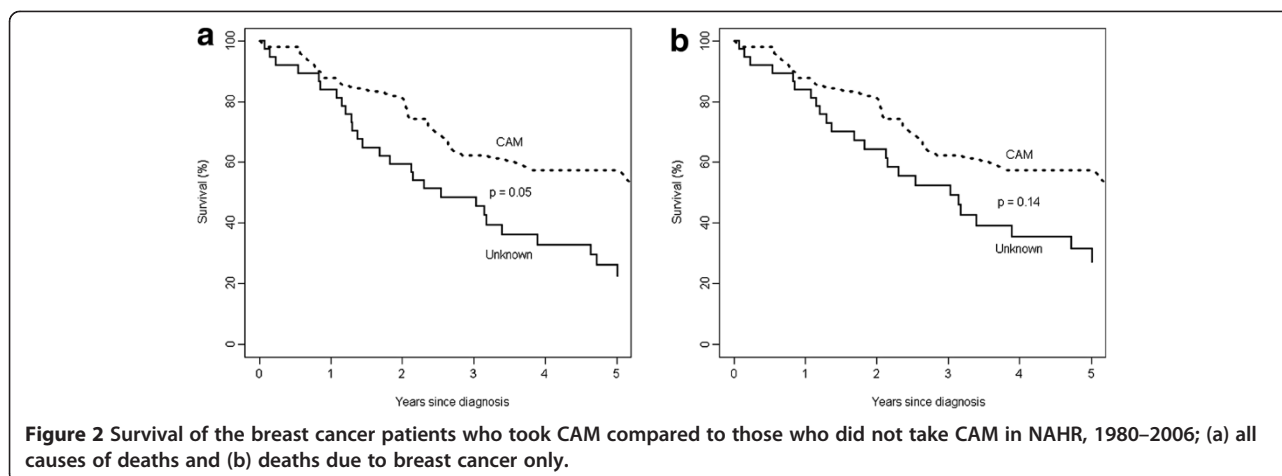 a
100
80
60
40
20
0
Survival (%)
CAM
p = 0.05
Unknown
0 1 2 3 4 5
Years since diagnosis
b
100
80
60
40
20
0
Survival (%)
CAM
p = 0.14
Unknown
0 1 2 3 4 5
Years since diagnosis
Figure 2 Survival of the breast cancer patients who took CAM compared to those who did not take CAM in NAHR, 1980–2006; (a) all
causes of deaths and (b) deaths due to breast cancer only.